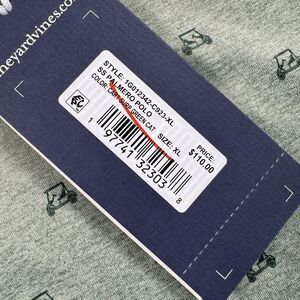 neyardvines.com
STYLE: 1G012342-C923-XL
SS PALMERO POLO
SIZE: XL
PRICE:
$110.00
1 97741 32303 8